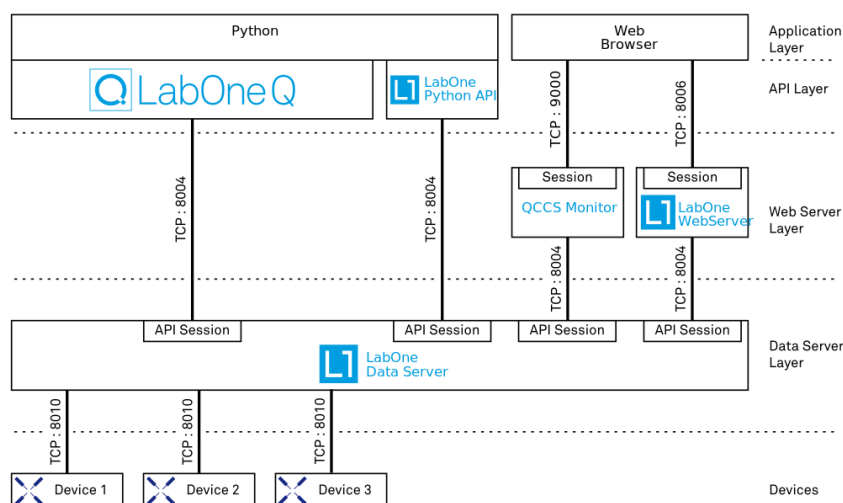 Python
Web
Browser
Application
Layer
LabOne Q
L1
LabOne
Python API
API Layer
TCP : 9000
TCP : 8006
TCP : 8004
TCP : 8004
Session
Session
QCCS Monitor
L1
LabOne
WebServer
Web Server
Layer
TCP : 8004
TCP : 8004
API Session
API Session
API Session
API Session
L1
LabOne
Data Server
Data Server
Layer
TCP : 8010
TCP : 8010
TCP : 8010
Device 1
Device 2
Device 3
Devices